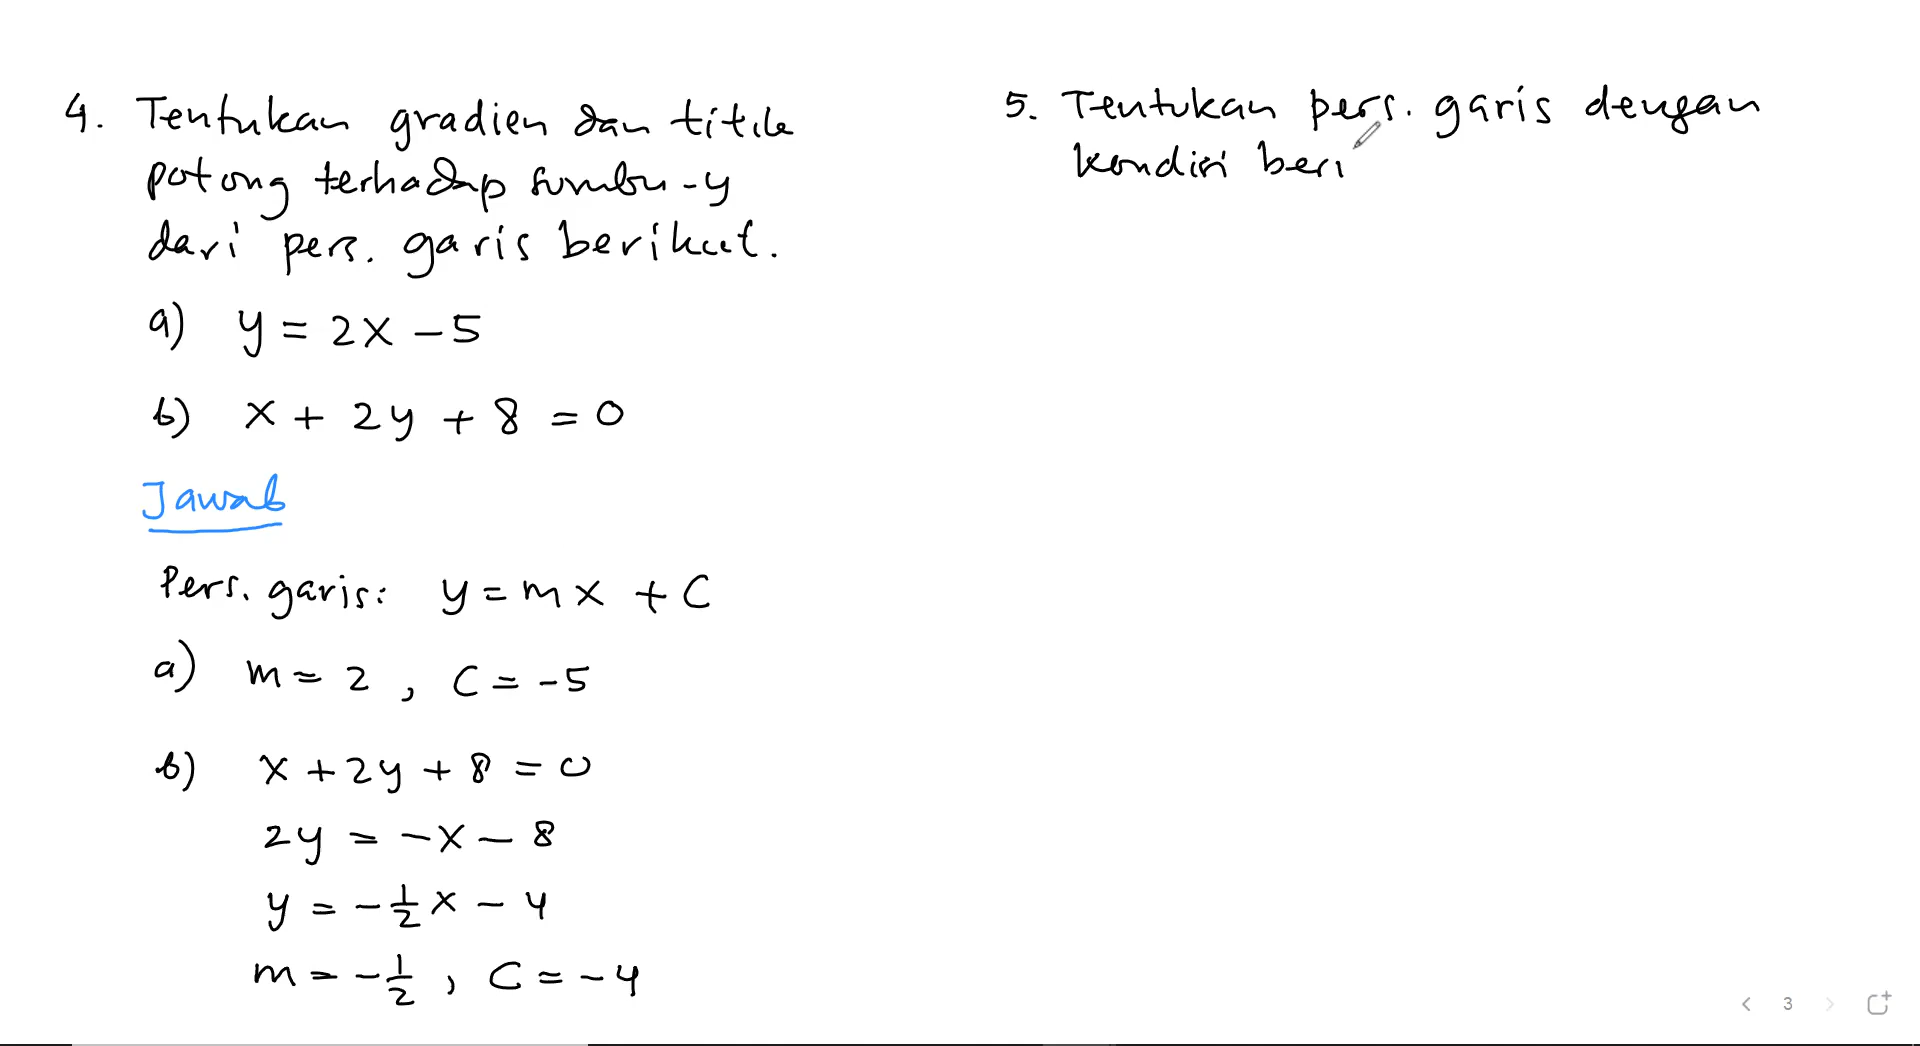 4. Tentukan gradien dan titik
potong terhadap sumbu-y
dari pers. garis berikut.
a) y = 2x - 5
b) x + 2y + 8 = 0
Jawab
Pers. garis: y = mx + c
a) m = 2, c = -5
b) x + 2y + 8 = 0
2y = -x - 8
y = -1/2 x - 4
m = -1/2, c = -4
5. Tentukan pers. garis dengan
kondisi beri
3